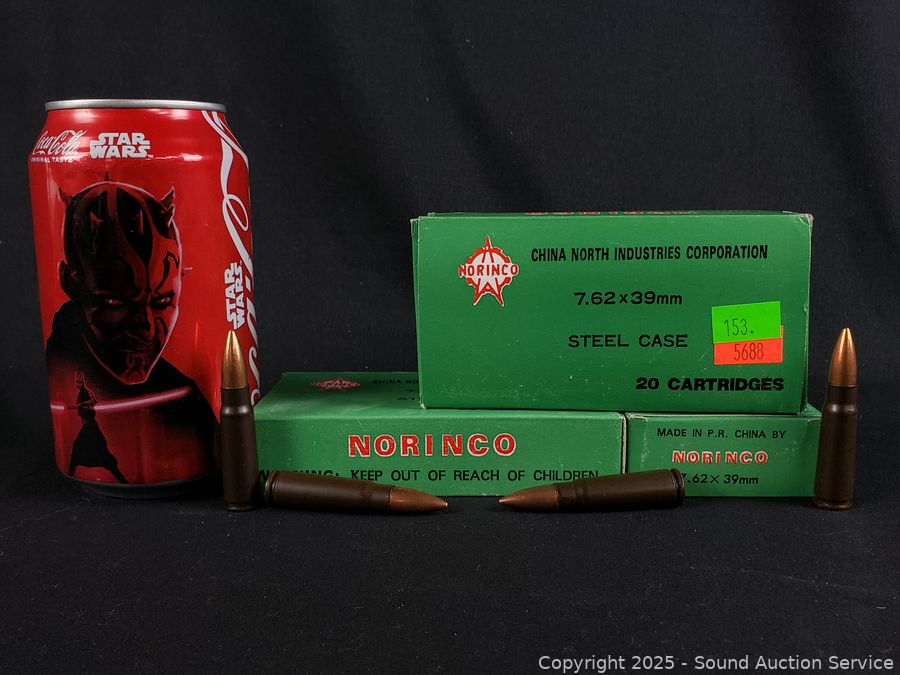 Coca-Cola
ORIGINAL TASTE
STAR
WARS
STAR
WARS
NORINCO
CHINA NORTH INDUSTRIES CORPORATION
7.62×39mm
STEEL CASE
20 CARTRIDGES
153.
5688
CHINA
NORINCO
KEEP OUT OF REACH OF CHILDREN
MADE IN P.R. CHINA BY
NORINCO
7.62×39mm
Copyright 2025 - Sound Auction Service